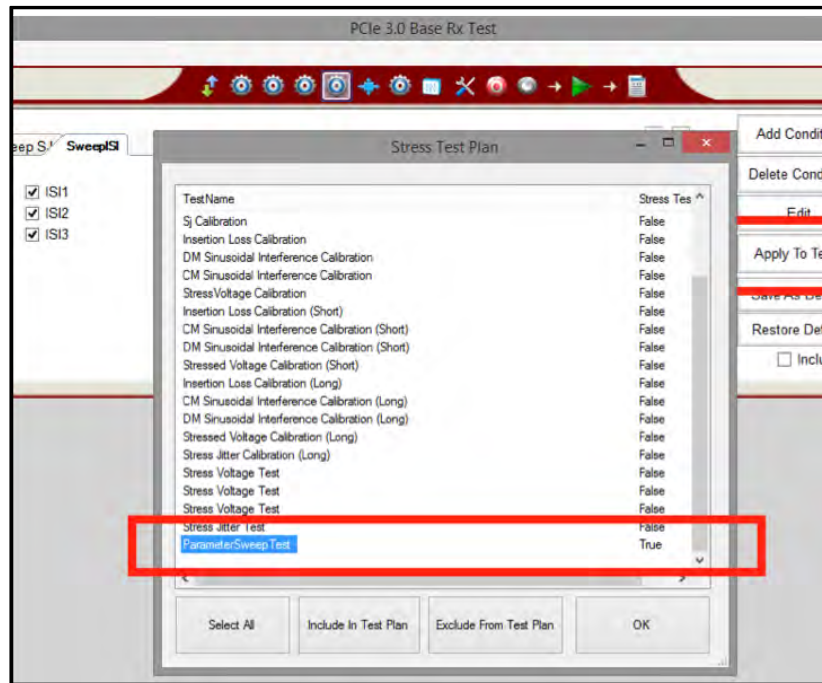 PCIe 3.0 Base Rx Test
SweepISI
ISI1
ISI2
ISI3
Stress Test Plan
TestName Stress Tes
Sj Calibration False
Insertion Loss Calibration False
DM Sinusoidal Interference Calibration False
CM Sinusoidal Interference Calibration False
StressVoltage Calibration False
Insertion Loss Calibration (Short) False
CM Sinusoidal Interference Calibration (Short) False
DM Sinusoidal Interference Calibration (Short) False
Stressed Voltage Calibration (Short) False
Insertion Loss Calibration (Long) False
CM Sinusoidal Interference Calibration (Long) False
DM Sinusoidal Interference Calibration (Long) False
Stressed Voltage Calibration (Long) False
Stress Jitter Calibration (Long) False
Stress Voltage Test False
Stress Voltage Test False
Stress Voltage Test False
Stress Jitter Test False
ParameterSweepTest True
Select All Include In Test Plan Exclude From Test Plan OK
Add Condit
Delete Cond
Edit
Apply To Te
Save As De
Restore Def
Inclu